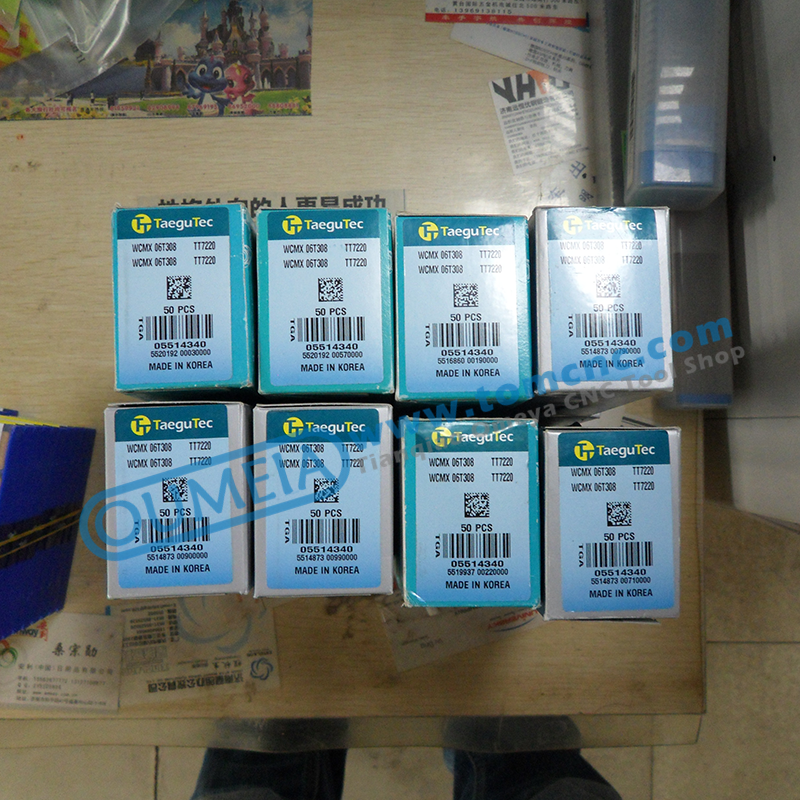 TaeguTec
WCMX 06T308 TT7220
WCMX 06T308 TT7220
50 PCS
TGA
05514340
5520192 00030000
MADE IN KOREA
TaeguTec
WCMX 06T308 TT7220
WCMX 06T308 TT7220
50 PCS
TGA
05514340
5520192 00570000
MADE IN KOREA
TaeguTec
WCMX 06T308 TT7220
WCMX 06T308 TT7220
50 PCS
TGA
05514340
5516860 00190000
MADE IN KOREA
TaeguTec
WCMX 06T308 TT7220
WCMX 06T308 TT7220
50 PCS
TGA
05514340
5514873 00790000
MADE IN KOREA
TaeguTec
WCMX 06T308 TT7220
WCMX 06T308 TT7220
50 PCS
TGA
05514340
5514873 00900000
MADE IN KOREA
TaeguTec
WCMX 06T308 TT7220
WCMX 06T308 TT7220
50 PCS
TGA
05514340
5514873 00990000
MADE IN KOREA
TaeguTec
WCMX 06T308 TT7220
WCMX 06T308 TT7220
50 PCS
TGA
05514340
5519937 00220000
MADE IN KOREA
TaeguTec
WCMX 06T308 TT7220
WCMX 06T308 TT7220
50 PCS
TGA
05514340
5514873 00710000
MADE IN KOREA
OUMEIA
www.tomcnc.com
CNC Tool Shop